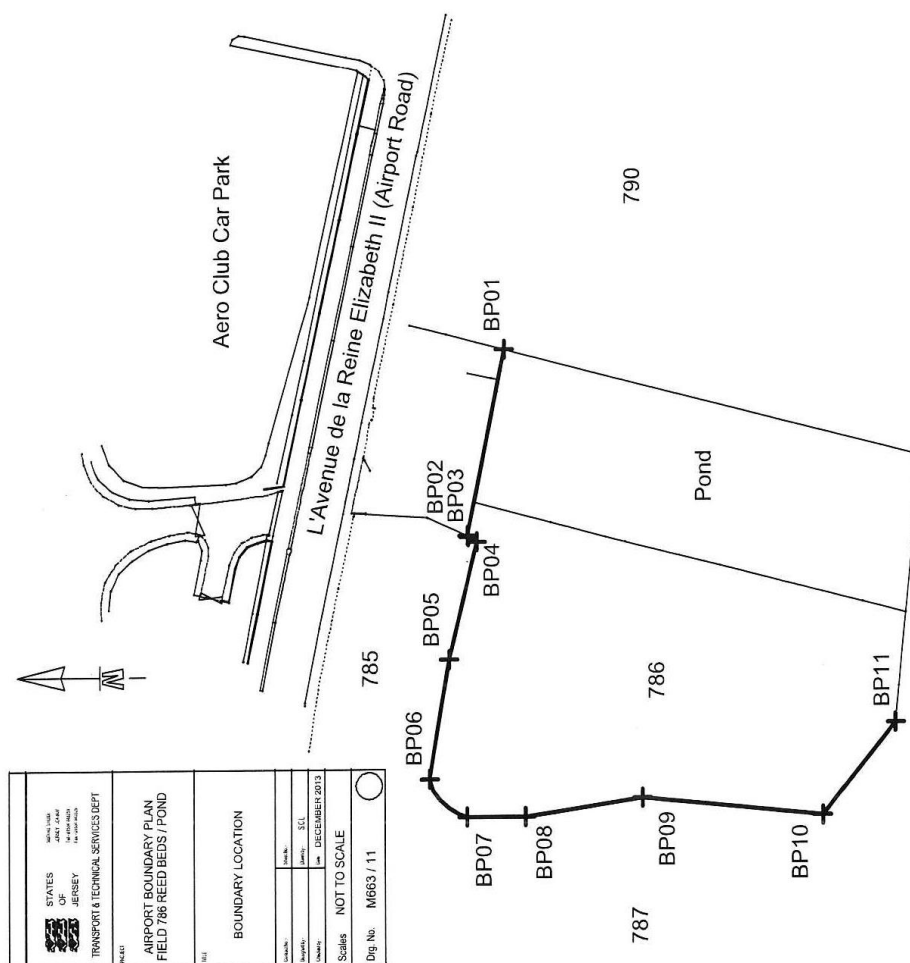 Aero Club Car Park
L'Avenue de la Reine Elizabeth II (Airport Road)
790
BP01
BP02
BP03
BP04
BP05
785
BP06
Pond
786
BP11
BP07
BP08
BP09
BP10
787
N
STATES
OF
JERSEY
TRANSPORT & TECHNICAL SERVICES DEPT
AIRPORT BOUNDARY PLAN
FIELD 786 REED BEDS / POND
BOUNDARY LOCATION
SCL
DECEMBER 2013
Scales NOT TO SCALE
Drg. No. M663 / 11